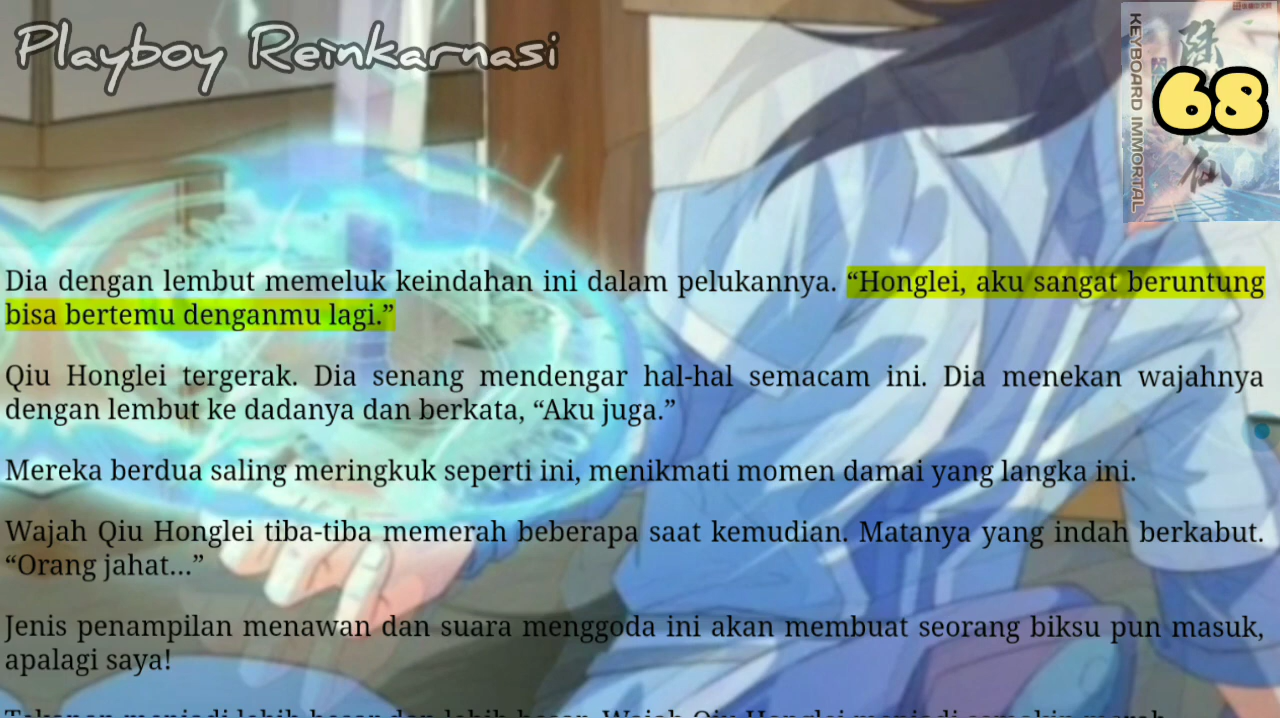 Playboy Reinkarnasi
KEYBOARD IMMORTAL
68
Dia dengan lembut memeluk keindahan ini dalam pelukannya. “Honglei, aku sangat beruntung
bisa bertemu denganmu lagi.”
Qiu Honglei tergerak. Dia senang mendengar hal-hal semacam ini. Dia menekan wajahnya
dengan lembut ke dadanya dan berkata, “Aku juga.”
Mereka berdua saling meringkuk seperti ini, menikmati momen damai yang langka ini.
Wajah Qiu Honglei tiba-tiba memerah beberapa saat kemudian. Matanya yang indah berkabut.
“Orang jahat...”
Jenis penampilan menawan dan suara menggoda ini akan membuat seorang biksu pun masuk,
apalagi saya!